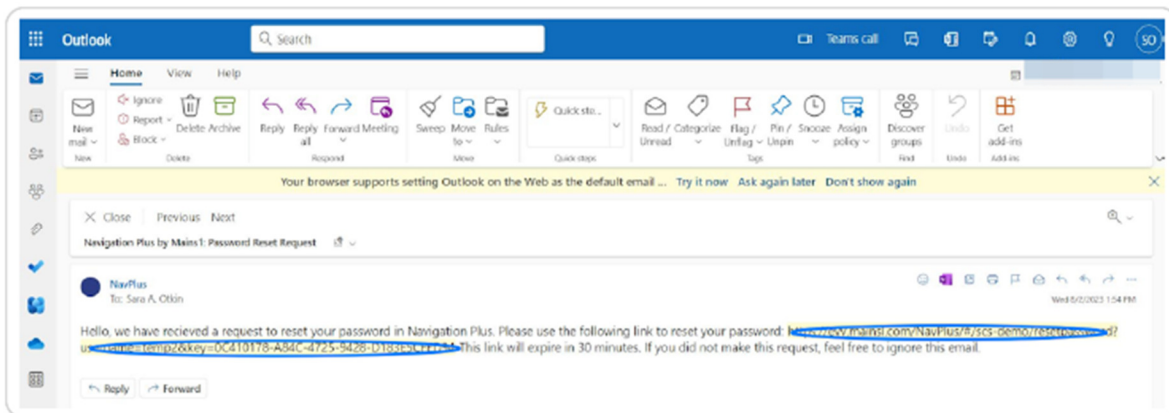 Outlook
Search
Teams call
SO
Home View Help
New mail
Ignore
Report
Block
Delete Archive
Reply Reply all Forward Meeting
Sweep Move to Rules
Quick ste...
Read / Unread Categorize Flag / Unflag Pin / Unpin Snooze Assign policy
Discover groups
Undo
Get add-ins
New Delete Respond Move Quick steps Tags Find Undo Add-ins
Your browser supports setting Outlook on the Web as the default email ... Try it now Ask again later Don't show again
Close Previous Next
Navigation Plus by Mains1: Password Reset Request
NavPlus
To: Sara A. Otkin
Wed 8/2/2023 1:54 PM
Hello, we have recieved a request to reset your password in Navigation Plus. Please use the following link to reset your password:
This link will expire in 30 minutes. If you did not make this request, feel free to ignore this email.
Reply Forward